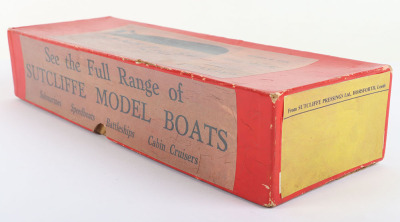 See the Full Range of
SUTCLIFFE MODEL BOATS
Submarines Speedboats Battleships Cabin Cruisers
From SUTCLIFFE PRESSINGS Ltd. HORSFORTH. Leeds